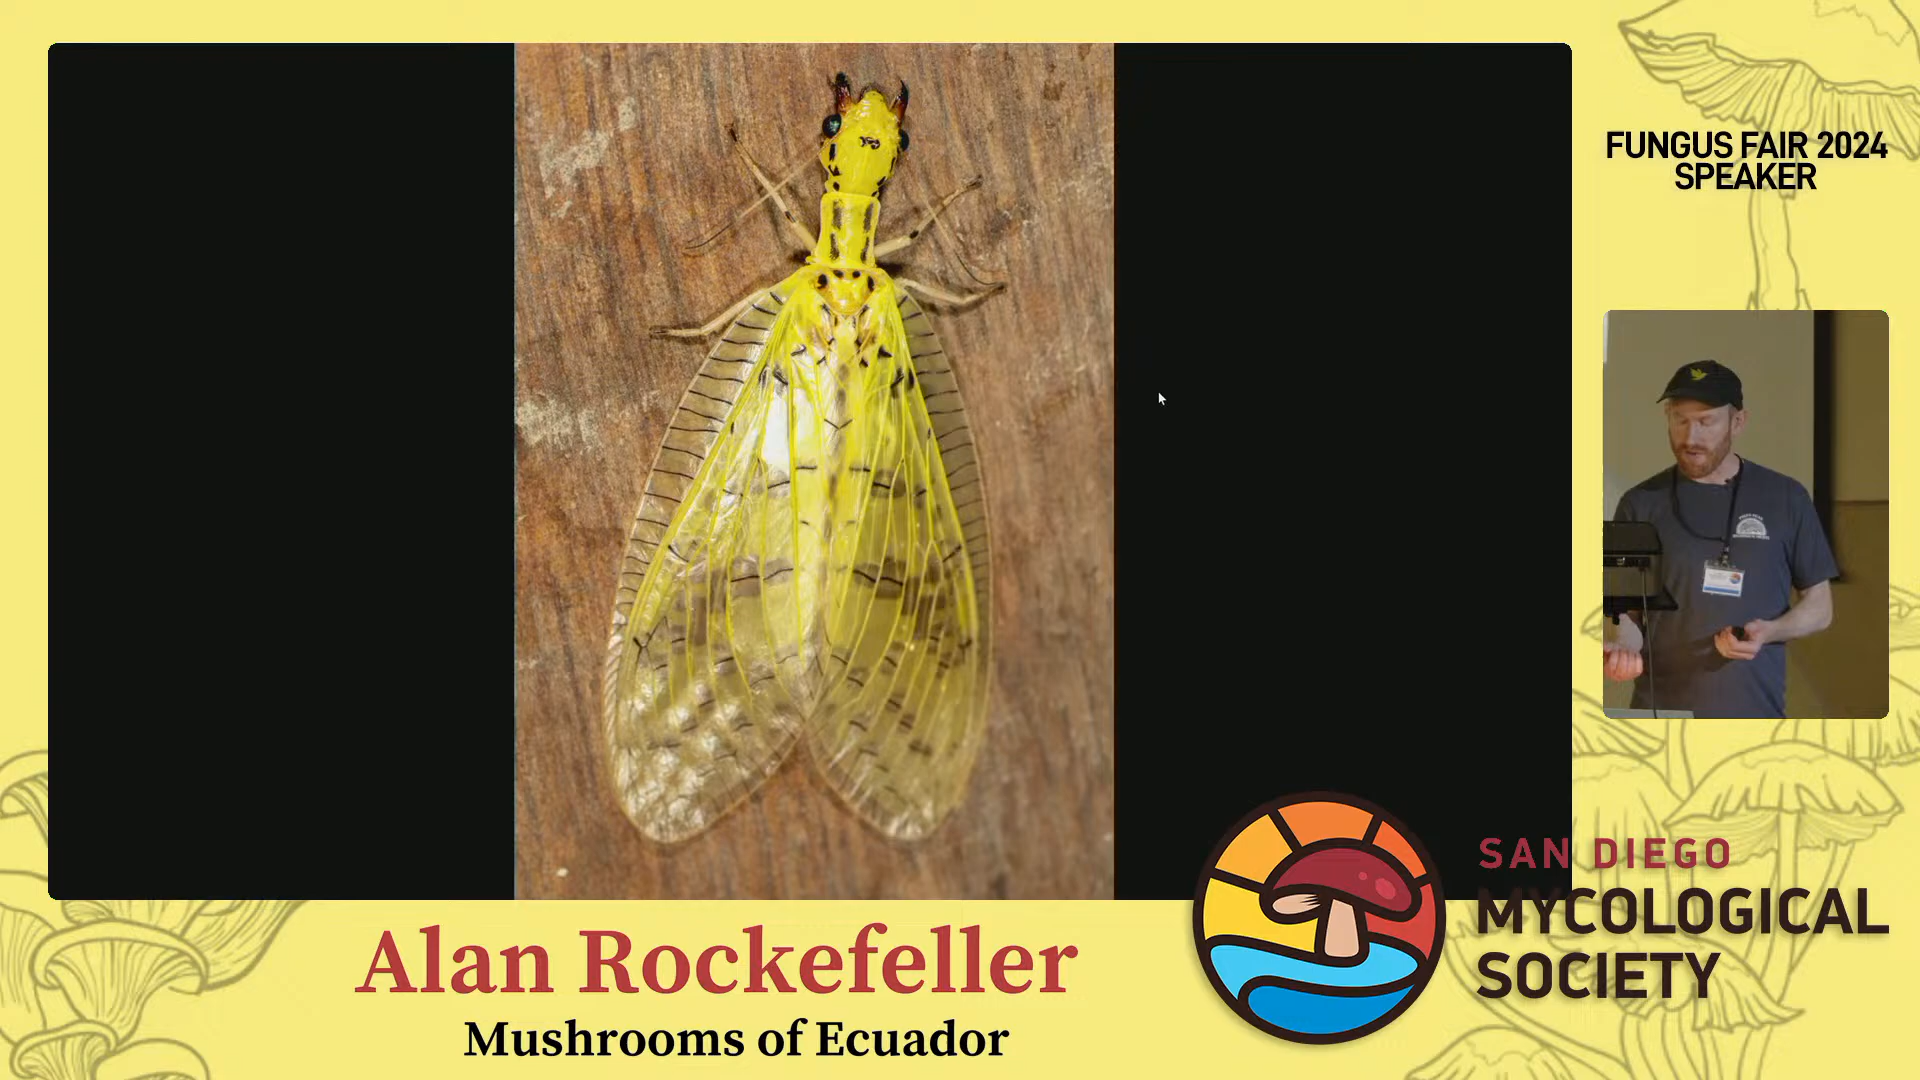 FUNGUS FAIR 2024
SPEAKER
SAN DIEGO
MYCOLOGICAL
SOCIETY
Alan Rockefeller
Mushrooms of Ecuador